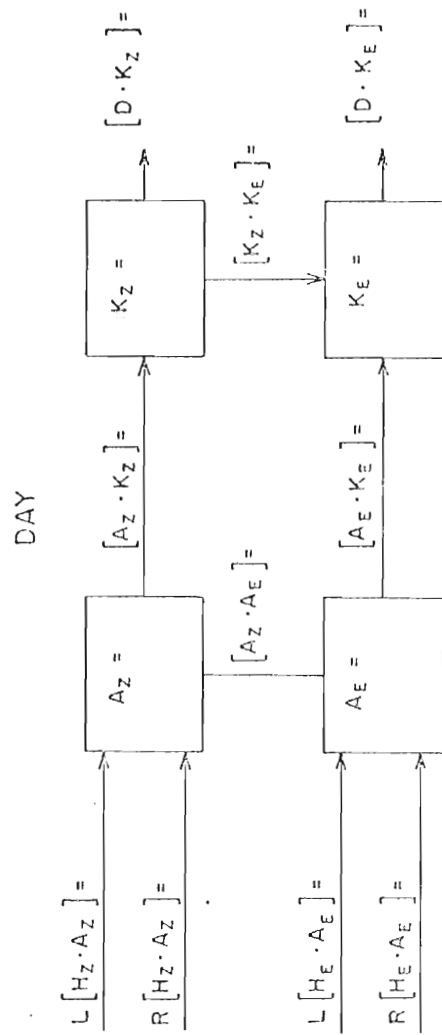 DAY
L[H_Z · A_Z] =
R[H_Z · A_Z] =
A_Z =
[A_Z · K_Z] =
K_Z =
[D · K_Z]
[A_Z · A_E] =
[K_Z · K_E] =
L[H_E · A_E] =
R[H_E · A_E] =
A_E =
[A_E · K_E] =
K_E =
[D · K_E]